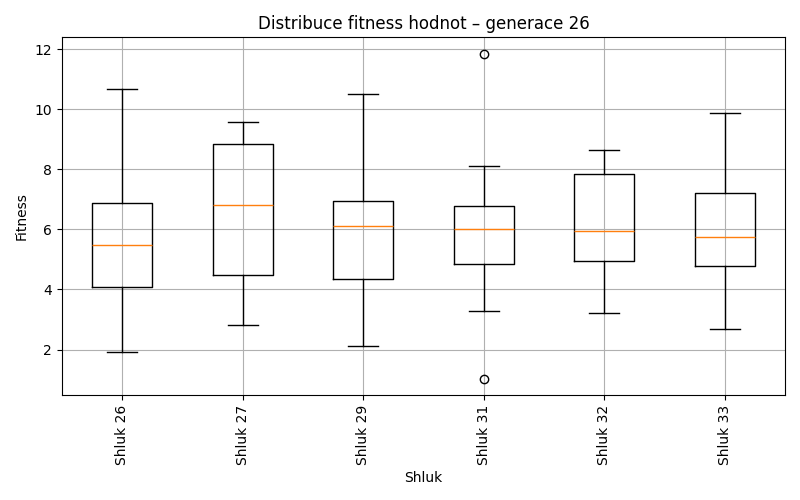 Distribuce fitness hodnot – generace 26
Fitness
12
10
8
6
4
2
Shluk 26
Shluk 27
Shluk 29
Shluk 31
Shluk 32
Shluk 33
Shluk